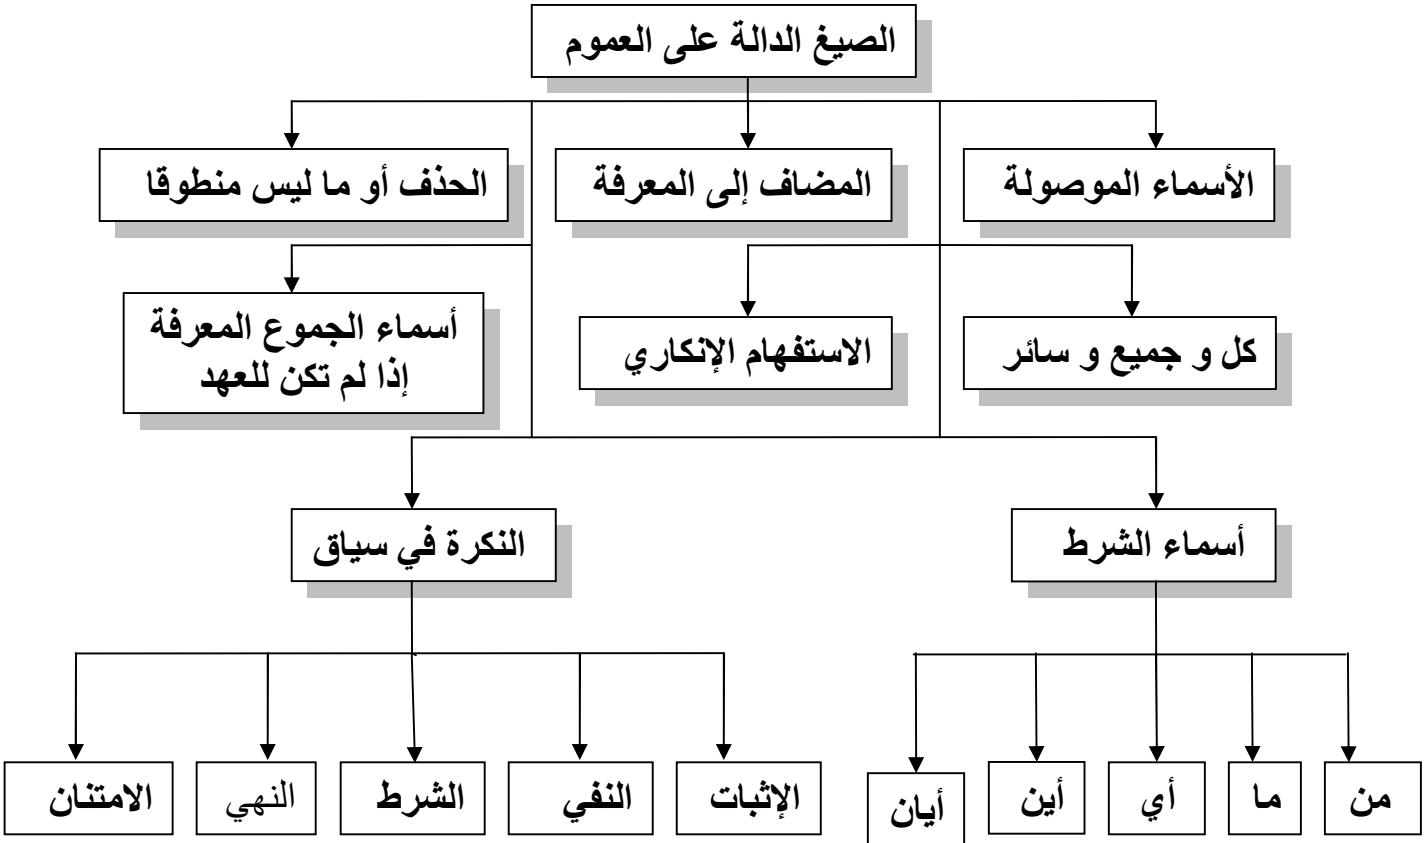 الصيغ الدالة على العموم
الأسماء الموصولة
المضاف إلى المعرفة
الحذف أو ما ليس منطوقا
كل و جميع و سائر
الاستفهام الإنكاري
أسماء الجموع المعرفة
إذا لم تكن للعهد
أسماء الشرط
النكرة في سياق
من
ما
أي
أين
أيان
الإثبات
النفي
الشرط
النهي
الامتنان